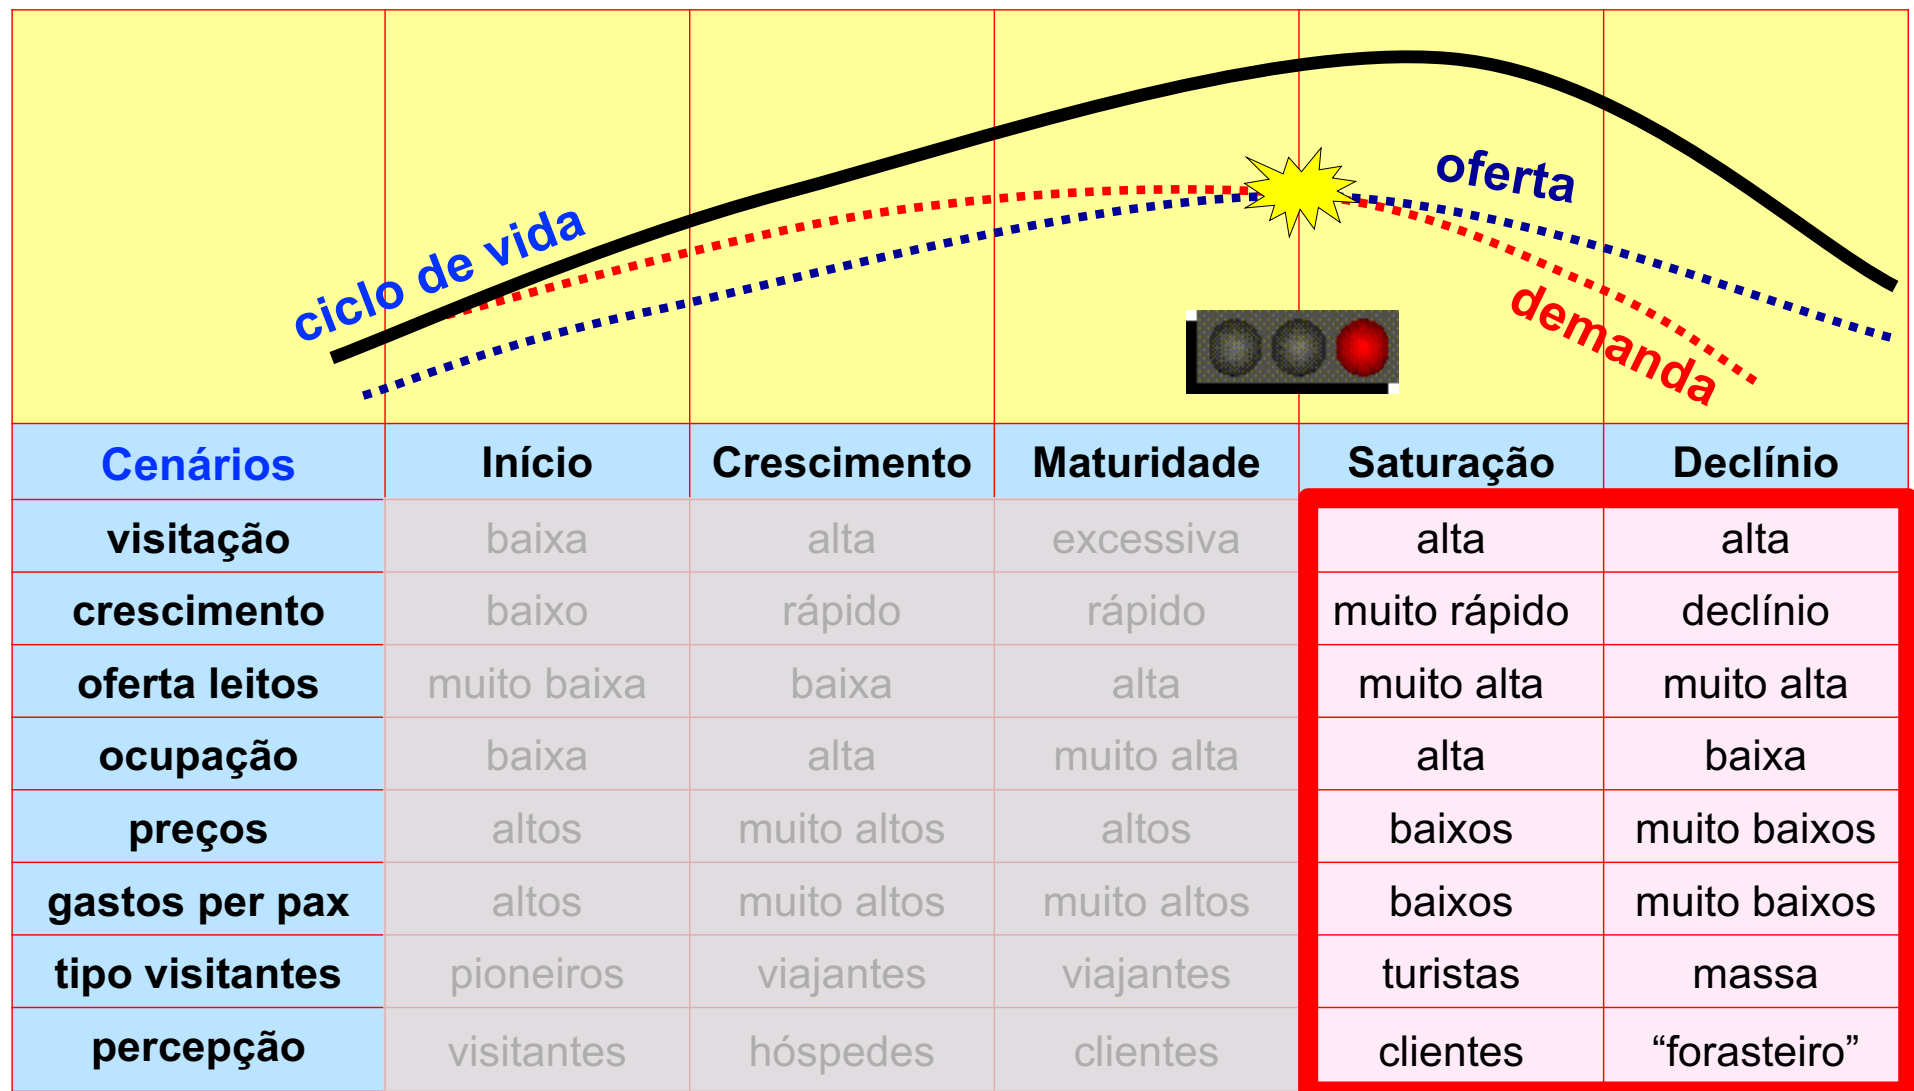 oferta
ciclo de vida
demanda
Cenários Início Crescimento Maturidade Saturação Declínio
visitação baixa alta excessiva alta alta
crescimento baixo rápido rápido muito rápido declínio
oferta leitos muito baixa baixa alta muito alta muito alta
ocupação baixa alta muito alta alta baixa
preços altos muito altos altos baixos muito baixos
gastos per pax altos muito altos muito altos baixos muito baixos
tipo visitantes pioneiros viajantes viajantes turistas massa
percepção visitantes hóspedes clientes clientes “forasteiro”